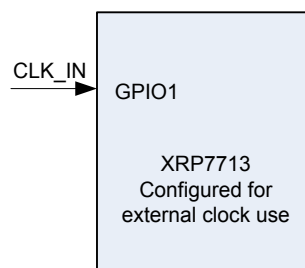 CLK_IN
GPIO1
XRP7713
Configured for
external clock use